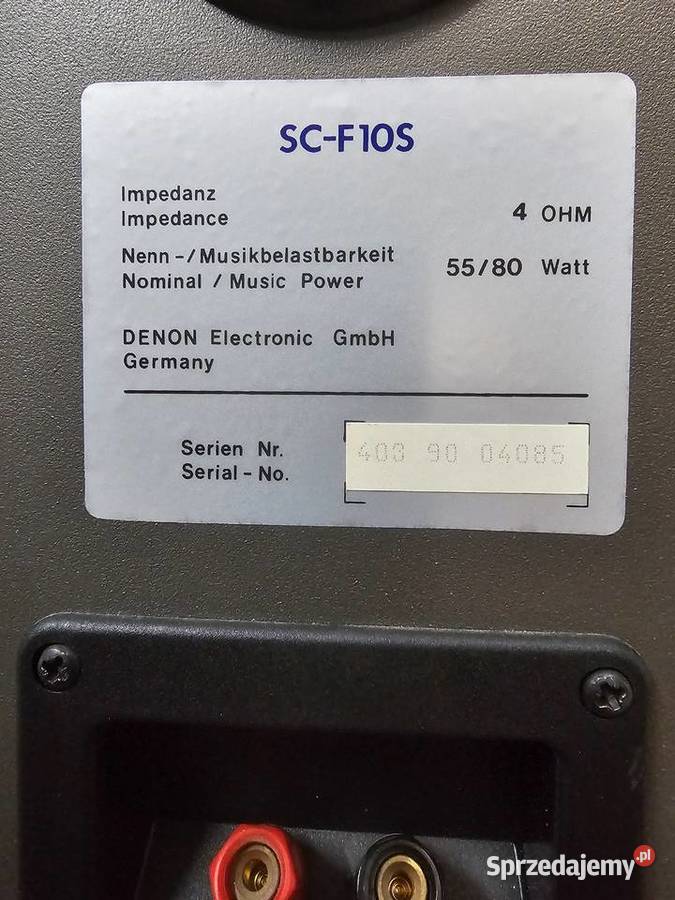 SC-F10S
Impedanz
Impedance 4 OHM
Nenn-/Musikbelastbarkeit
Nominal / Music Power 55/80 Watt
DENON Electronic GmbH
Germany
Serien Nr.
Serial-No. 403 90 04085
Sprzedajemy.pl